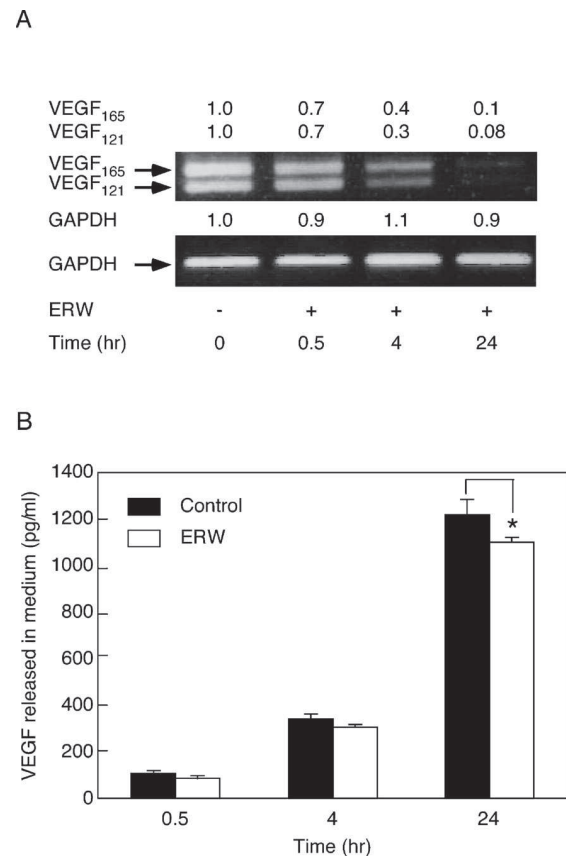 A
VEGF165 1.0 0.7 0.4 0.1
VEGF121 1.0 0.7 0.3 0.08
VEGF165
VEGF121
GAPDH 1.0 0.9 1.1 0.9
GAPDH
ERW - + + +
Time (hr) 0 0.5 4 24
B
VEGF released in medium (pg/ml)
1400
1200
1000
800
600
400
200
0
Control
ERW
*
0.5 4 24
Time (hr)